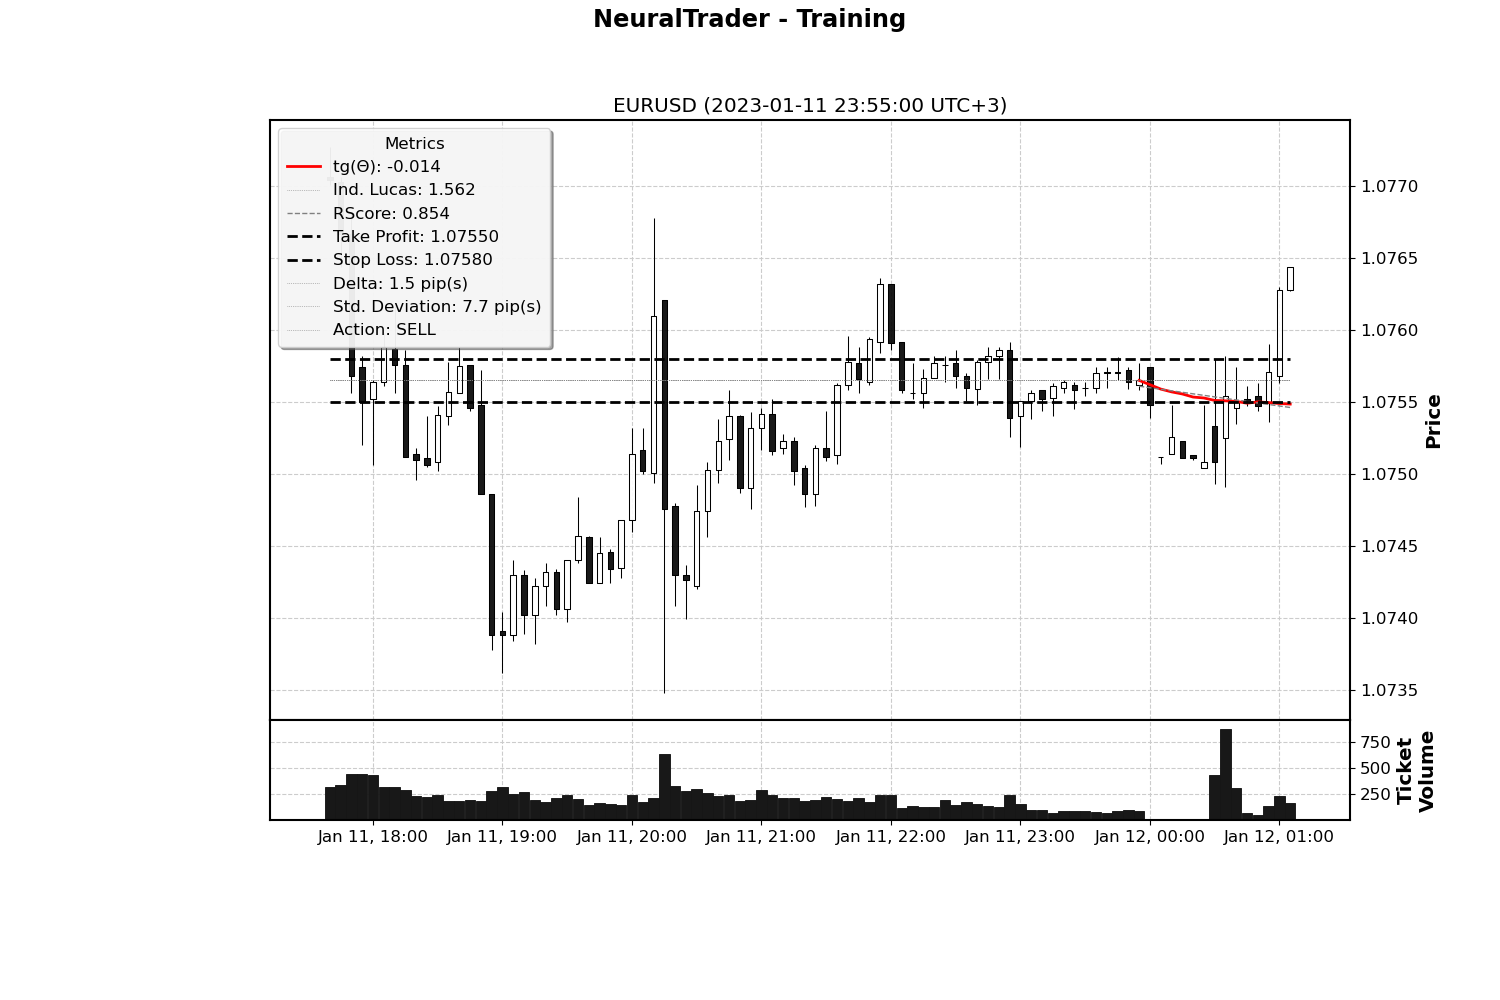 NeuralTrader - Training
EURUSD (2023-01-11 23:55:00 UTC+3)
Metrics
tg(Θ): -0.014
Ind. Lucas: 1.562
RScore: 0.854
Take Profit: 1.07550
Stop Loss: 1.07580
Delta: 1.5 pip(s)
Std. Deviation: 7.7 pip(s)
Action: SELL
1.0770
1.0765
1.0760
1.0755
1.0750
1.0745
1.0740
1.0735
Price
750
500
250
Ticket
Volume
Jan 11, 18:00 Jan 11, 19:00 Jan 11, 20:00 Jan 11, 21:00 Jan 11, 22:00 Jan 11, 23:00 Jan 12, 00:00 Jan 12, 01:00